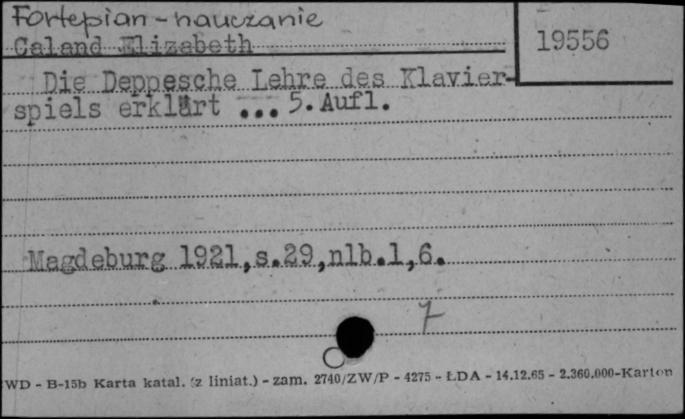 Fortepian - nauczanie
Caland Elizabeth
19556
Die Deppesche Lehre des Klavier-
spiels erklärt ... 5. Aufl.
Magdeburg 1921,s.29,nlb.1,6.
7
WD - B-15b Karta katal. (z liniat.) - zam. 2740/ZW/P - 4275 - ŁDA - 14.12.65 - 2.360.000-Karton